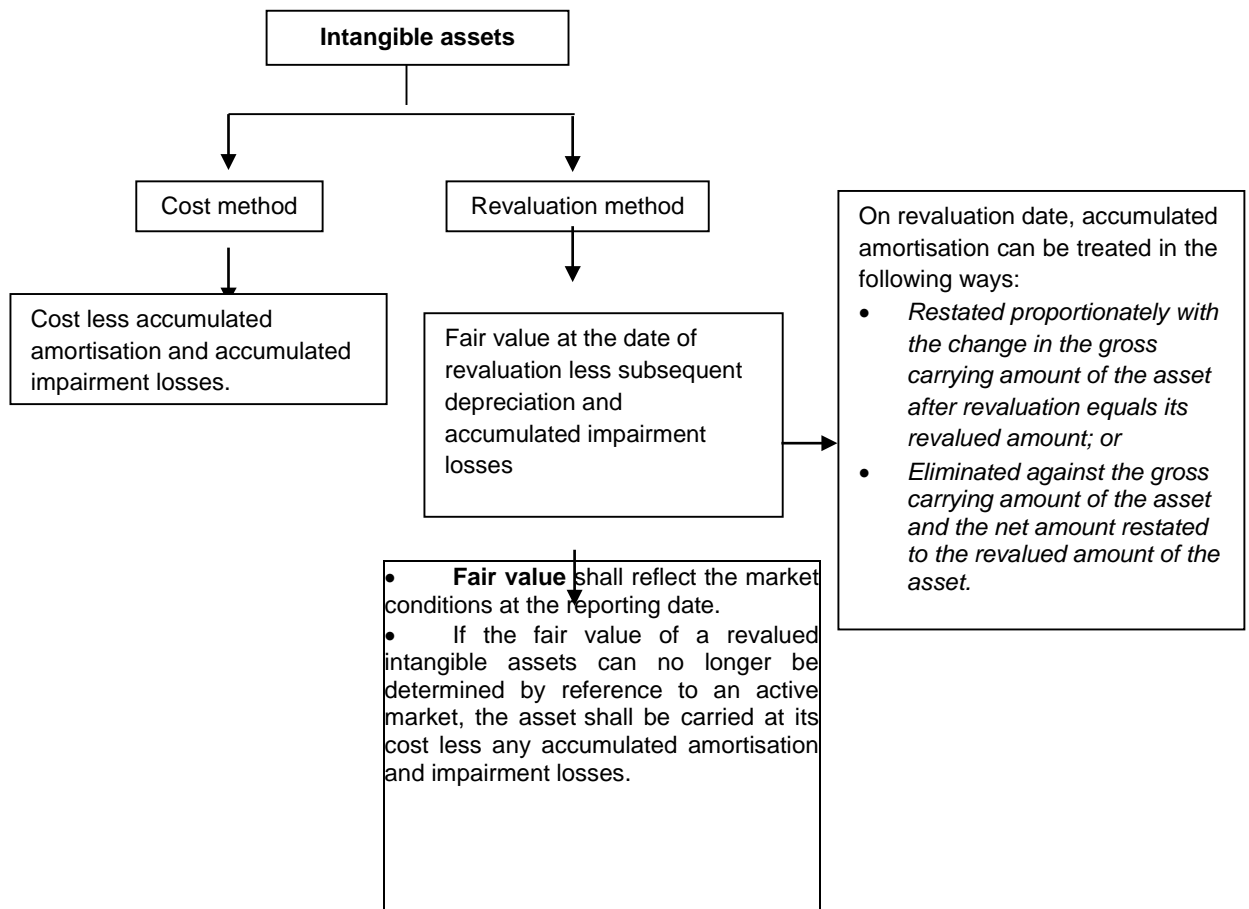 Intangible assets
Cost method
Revaluation method
Cost less accumulated
amortisation and accumulated
impairment losses.
Fair value at the date of
revaluation less subsequent
depreciation and
accumulated impairment
losses
On revaluation date, accumulated
amortisation can be treated in the
following ways:
• Restated proportionately with
the change in the gross
carrying amount of the asset
after revaluation equals its
revalued amount; or
• Eliminated against the gross
carrying amount of the asset
and the net amount restated
to the revalued amount of the
asset.
• Fair value shall reflect the market
conditions at the reporting date.
• If the fair value of a revalued
intangible assets can no longer be
determined by reference to an active
market, the asset shall be carried at its
cost less any accumulated amortisation
and impairment losses.